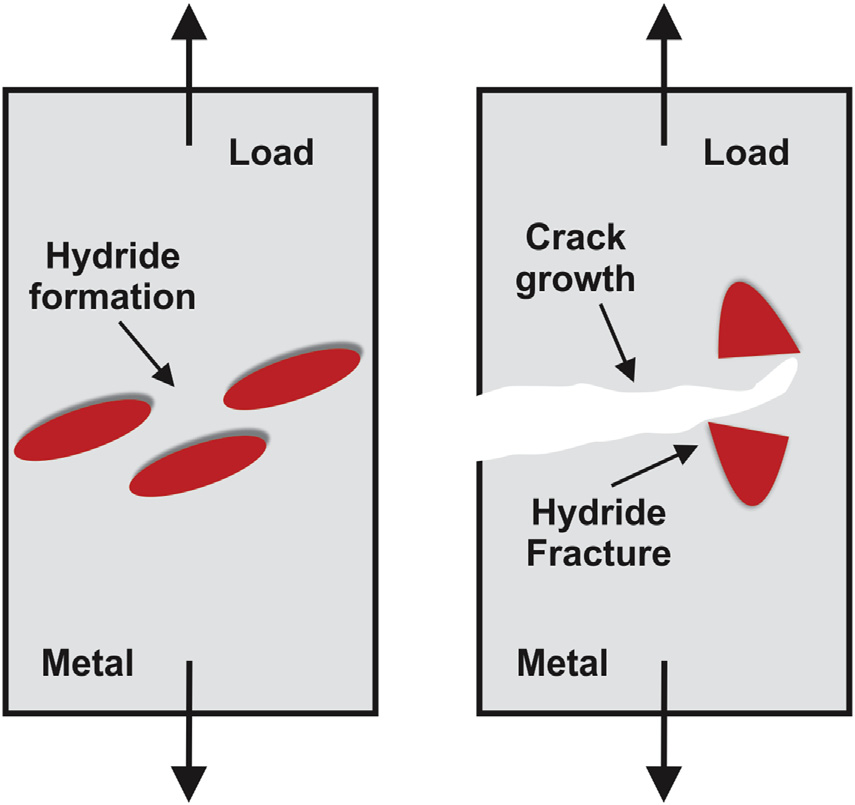 Load
Hydride
formation
Metal
Load
Crack
growth
Hydride
Fracture
Metal